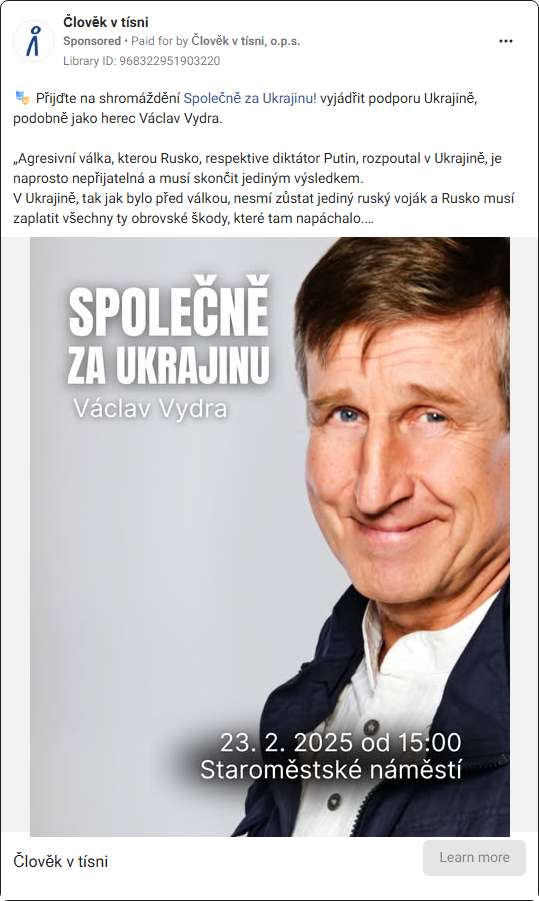 Člověk v tísni
Sponsored • Paid for by Člověk v tísni, o.p.s.
Library ID: 968322951903220
🎭 Přijďte na shromáždění Společně za Ukrajinu! vyjádřit podporu Ukrajině,
podobně jako herec Václav Vydra.
„Agresivní válka, kterou Rusko, respektive diktátor Putin, rozpoutal v Ukrajině, je
naprosto nepřijatelná a musí skončit jediným výsledkem.
V Ukrajině, tak jak bylo před válkou, nesmí zůstat jediný ruský voják a Rusko musí
zaplatit všechny ty obrovské škody, které tam napáchalo....
SPOLEČNĚ
ZA UKRAJINU
Václav Vydra
23. 2. 2025 od 15:00
Staroměstské náměstí
Člověk v tísni
Learn more